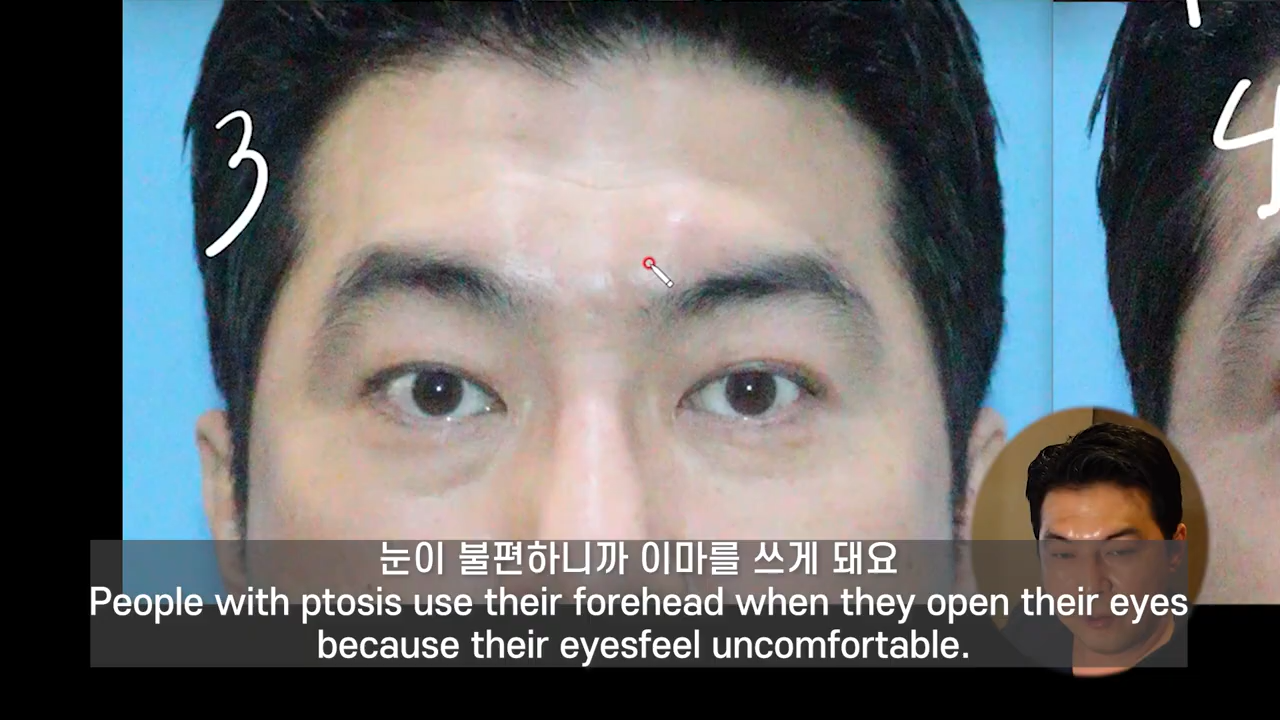 3
4
눈이 불편하니까 이마를 쓰게 돼요
People with ptosis use their forehead when they open their eyes
because their eyesfeel uncomfortable.